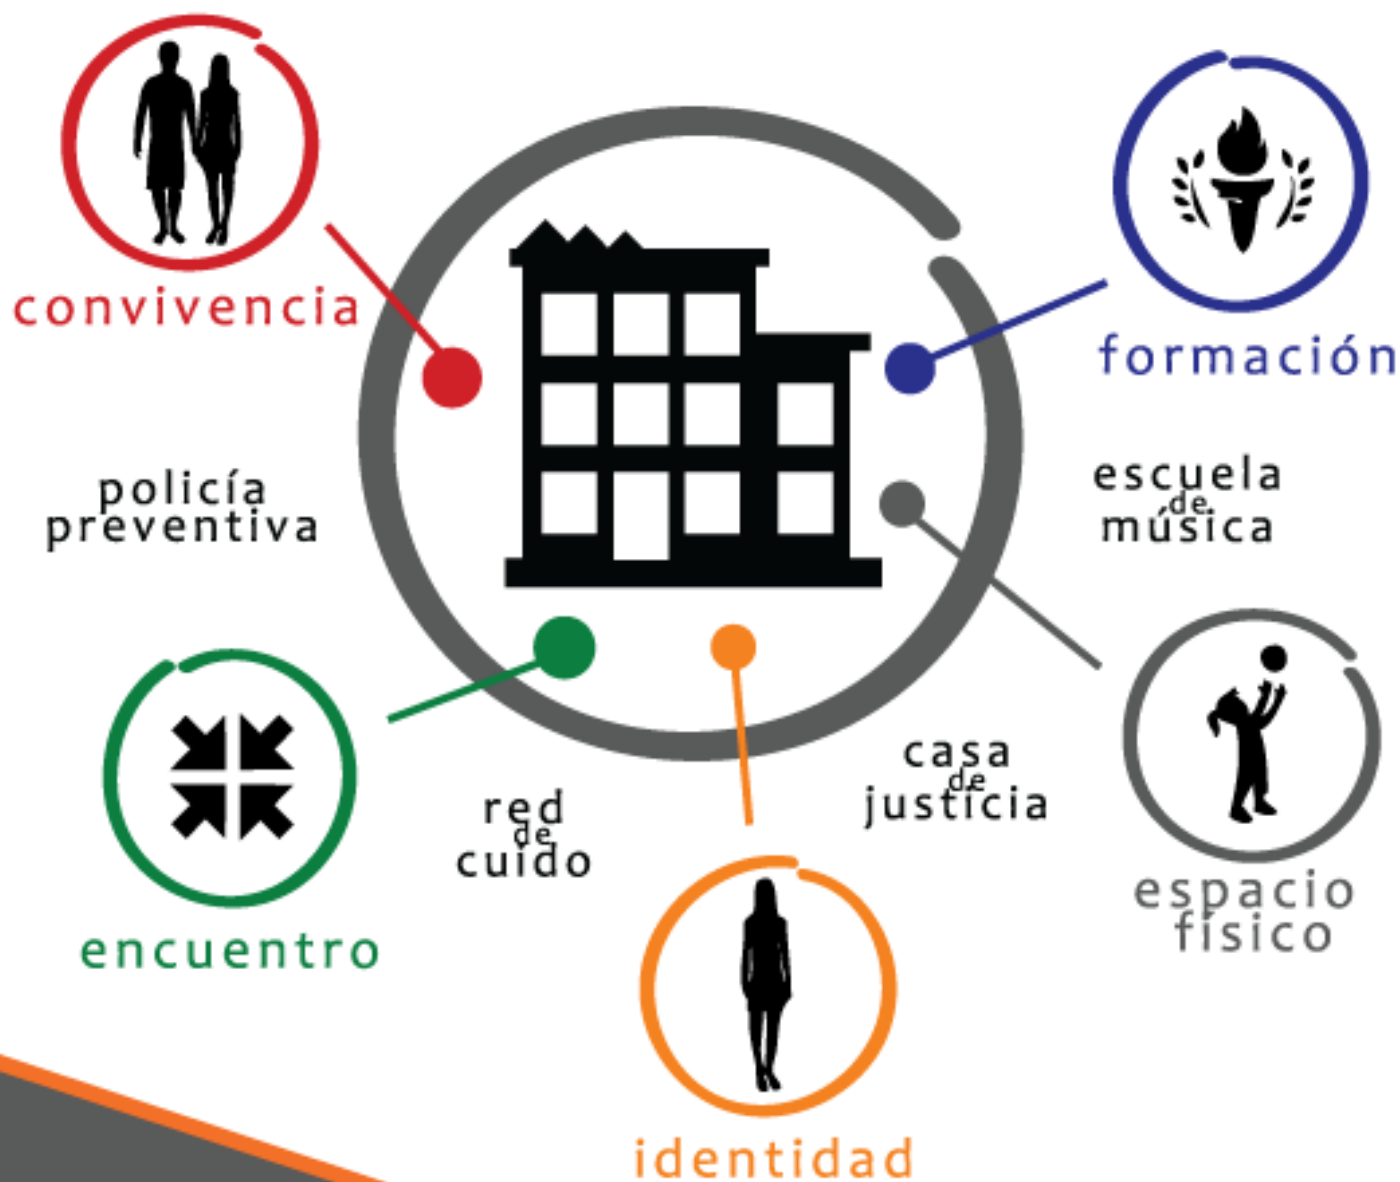 convivencia
formación
policía
preventiva
escuela
de
música
encuentro
red
de
cuido
casa
de
justicia
espacio
físico
identidad